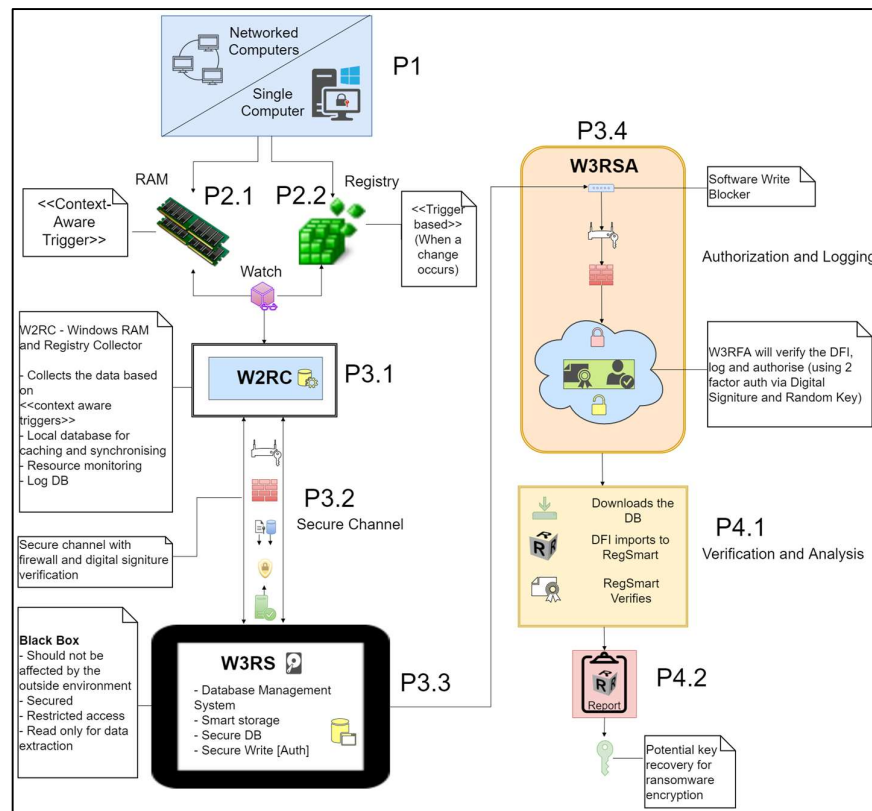 Networked
Computers
Single
Computer
P1
RAM
P2.1
P2.2
Registry
<<Context-
Aware
Trigger>>
<<Trigger
based>>
(When a
change
occurs)
Watch
W2RC - Windows RAM
and Registry Collector
- Collects the data based
on
<<context aware
triggers>>
- Local database for
caching and synchronising
- Resource monitoring
- Log DB
W2RC
P3.1
P3.2
Secure Channel
Secure channel with
firewall and digital signiture
verification
Black Box
- Should not be
affected by the
outside environment
- Secured
- Restricted access
- Read only for data
extraction
W3RS
- Database Management
System
- Smart storage
- Secure DB
- Secure Write [Auth]
P3.3
P3.4
W3RSA
Software Write
Blocker
Authorization and Logging
W3RFA will verify the DFI,
log and authorise (using 2
factor auth via Digital
Signiture and Random Key)
Downloads the
DB
R
R
DFI imports to
RegSmart
RegSmart
Verifies
P4.1
Verification and Analysis
R
R
Report
P4.2
Potential key
recovery for
ransomware
encryption